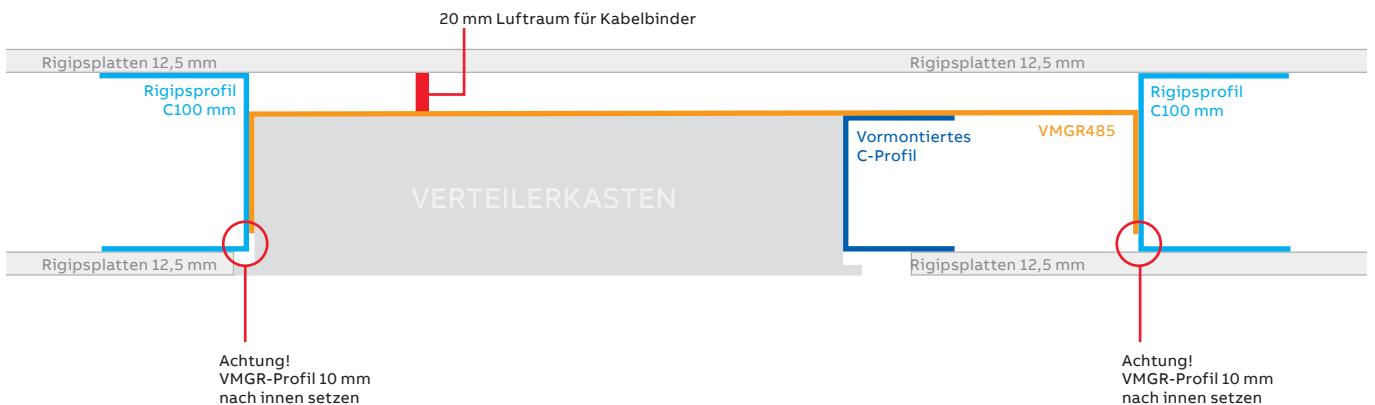 20 mm Luftraum für Kabelbinder
Rigipsplatten 12,5 mm
Rigipsplatten 12,5 mm
Rigipsprofil
C100 mm
Rigipsprofil
C100 mm
Vormontiertes
C-Profil
VMGR485
VERTEILERKASTEN
Rigipsplatten 12,5 mm
Rigipsplatten 12,5 mm
Achtung!
VMGR-Profil 10 mm
nach innen setzen
Achtung!
VMGR-Profil 10 mm
nach innen setzen